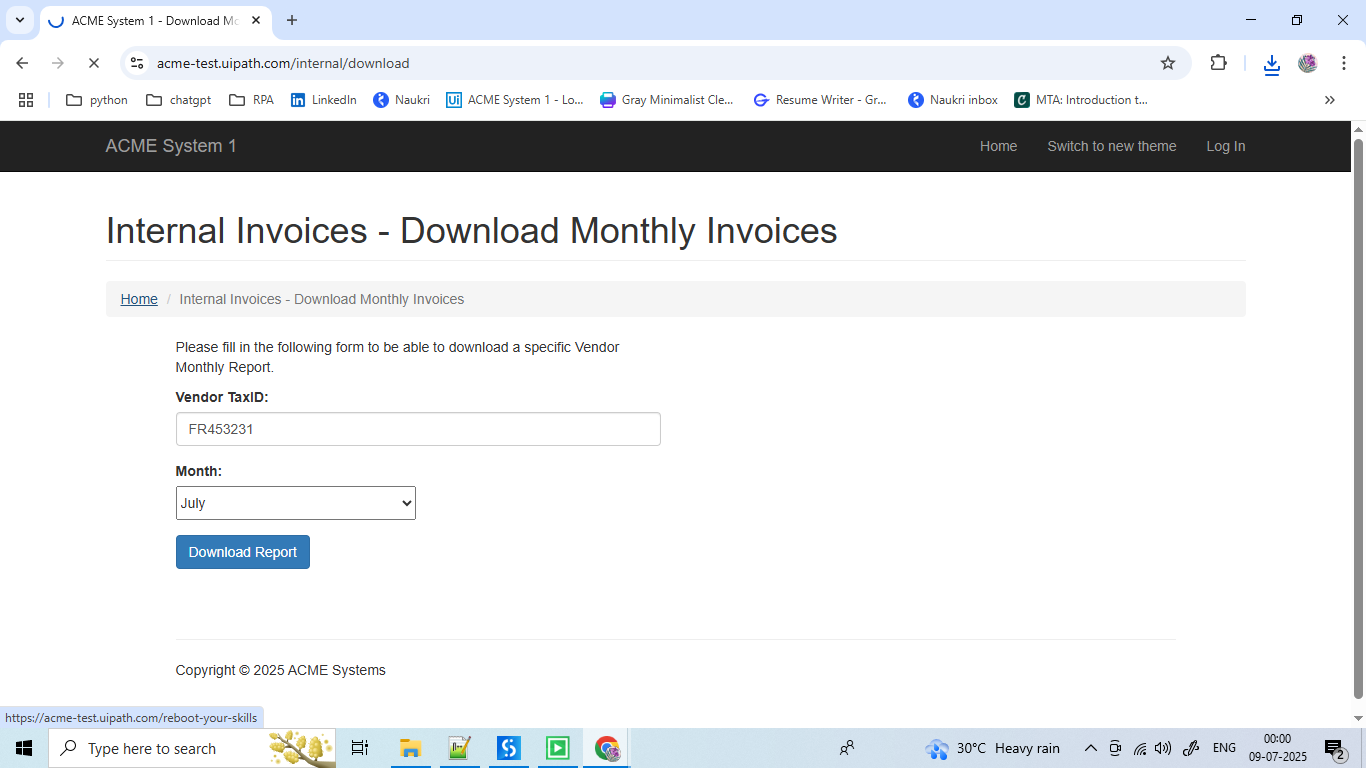 ACME System 1 - Download Mo
acme-test.uipath.com/internal/download
python
chatgpt
RPA
LinkedIn
Naukri
ACME System 1 - Lo...
Gray Minimalist Cle...
Resume Writer - Gr...
Naukri inbox
MTA: Introduction t...
ACME System 1
Home
Switch to new theme
Log In
Internal Invoices - Download Monthly Invoices
Home / Internal Invoices - Download Monthly Invoices
Please fill in the following form to be able to download a specific Vendor
Monthly Report.
Vendor TaxID:
FR453231
Month:
July
Download Report
Copyright © 2025 ACME Systems
https://acme-test.uipath.com/reboot-your-skills
Type here to search
30°C Heavy rain
ENG
00:00
09-07-2025
2